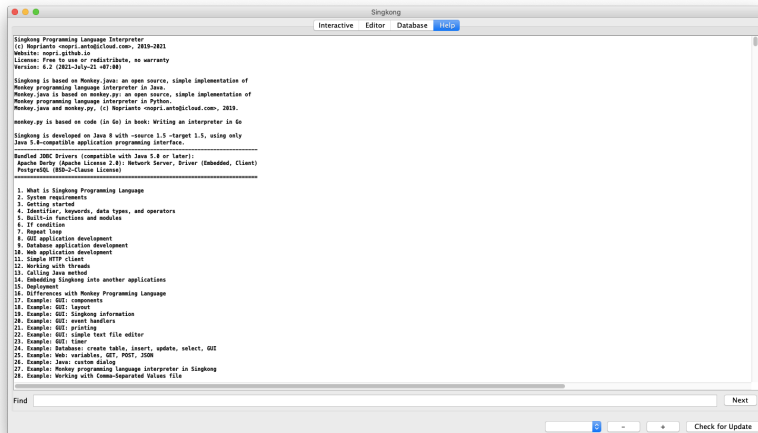 Singkong
Interactive Editor Database Help
Singkong Programming Language Interpreter
(c) Noprianto <nopri.anto@icloud.com>, 2019-2021
Website: nopri.github.io
License: Free to use or redistribute, no warranty
Version: 6.2 (2021-July-21 +07:00)
Singkong is based on Monkey.java: an open source, simple implementation of
Monkey programming language interpreter in Java.
Monkey.java is based on monkey.py: an open source, simple implementation of
Monkey programming language interpreter in Python.
Monkey.java and monkey.py, (c) Noprianto <nopri.anto@icloud.com>, 2019.
monkey.py is based on code (in Go) in book: Writing an interpreter in Go
Singkong is developed on Java 8 with -source 1.5 -target 1.5, using only
Java 5.0-compatible application programming interface.
Bundled JDBC Drivers (compatible with Java 5.0 or later):
Apache Derby (Apache License 2.0): Network Server, Driver (Embedded, Client)
PostgreSQL (BSD-2-Clause License)
1. What is Singkong Programming Language
2. System requirements
3. Getting started
4. Identifier, keywords, data types, and operators
5. Built-in functions and modules
6. If condition
7. Repeat loop
8. GUI application development
9. Database application development
10. Web application development
11. Simple HTTP client
12. Working with threads
13. Calling Java method
14. Embedding Singkong into another applications
15. Deployment
16. Differences with Monkey Programming Language
17. Example: GUI: components
18. Example: GUI: layout
19. Example: GUI: Singkong information
20. Example: GUI: event handlers
21. Example: GUI: printing
22. Example: GUI: simple text file editor
23. Example: GUI: timer
24. Example: Database: create table, insert, update, select, GUI
25. Example: Web: variables, GET, POST, JSON
26. Example: Java: custom dialog
27. Example: Monkey programming language interpreter in Singkong
28. Example: Working with Comma-Separated Values file
Find Next
- + Check for Update